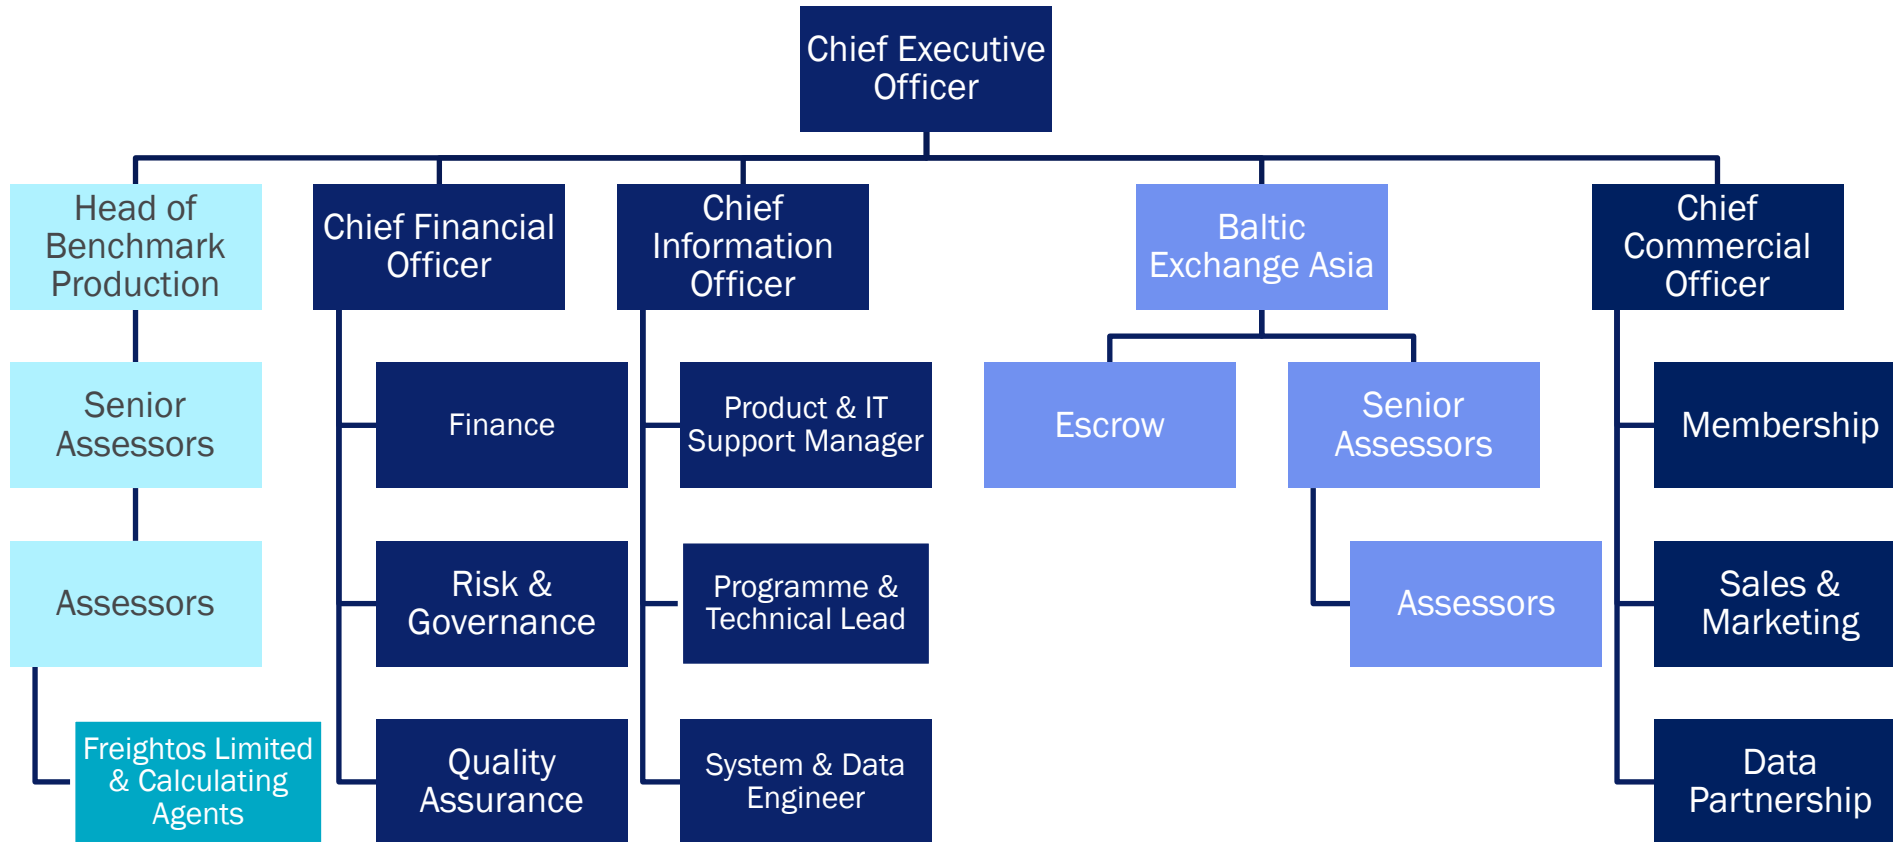 Chief Executive
Officer
Head of
Benchmark
Production
Chief Financial
Officer
Chief
Information
Officer
Baltic
Exchange Asia
Chief
Commercial
Officer
Senior
Assessors
Finance
Product & IT
Support Manager
Escrow
Senior
Assessors
Membership
Assessors
Risk &
Governance
Programme &
Technical Lead
Assessors
Sales &
Marketing
Freightos Limited
& Calculating
Agents
Quality
Assurance
System & Data
Engineer
Data
Partnership